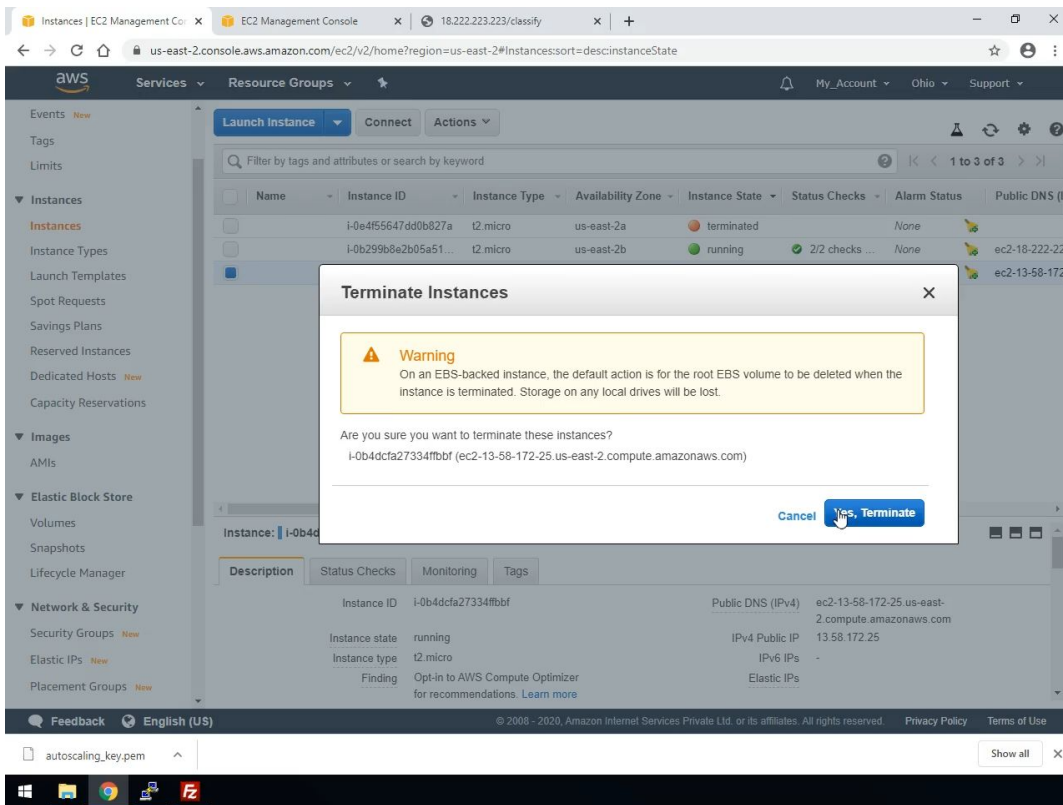 Instances | EC2 Management Co
EC2 Management Console
18.222.223.223/classify
us-east-2.console.aws.amazon.com/ec2/v2/home?region=us-east-2#Instances:sort=desc:instanceState
aws
Services
Resource Groups
My_Account
Ohio
Support
Events New
Tags
Limits
Instances
Instances
Instance Types
Launch Templates
Spot Requests
Savings Plans
Reserved Instances
Dedicated Hosts New
Capacity Reservations
Images
AMIs
Elastic Block Store
Volumes
Snapshots
Lifecycle Manager
Network & Security
Security Groups New
Elastic IPs New
Placement Groups New
Launch Instance Connect Actions
Filter by tags and attributes or search by keyword
1 to 3 of 3
Name Instance ID Instance Type Availability Zone Instance State Status Checks Alarm Status Public DNS (I
i-0e4f55647dd0b827a t2.micro us-east-2a terminated None
i-0b299b8e2b05a51... t2.micro us-east-2b running 2/2 checks ... None ec2-18-222-22
ec2-13-58-172
Terminate Instances
Warning
On an EBS-backed instance, the default action is for the root EBS volume to be deleted when the
instance is terminated. Storage on any local drives will be lost.
Are you sure you want to terminate these instances?
i-0b4dcfa27334ffbbf (ec2-13-58-172-25.us-east-2.compute.amazonaws.com)
Cancel Yes, Terminate
Instance: i-0b4d
Description Status Checks Monitoring Tags
Instance ID i-0b4dcfa27334ffbbf
Instance state running
Instance type t2.micro
Finding Opt-in to AWS Compute Optimizer
for recommendations. Learn more
Public DNS (IPv4) ec2-13-58-172-25.us-east-
2.compute.amazonaws.com
IPv4 Public IP 13.58.172.25
IPv6 IPs -
Elastic IPs
Feedback English (US)
© 2008 - 2020, Amazon Internet Services Private Ltd. or its affiliates. All rights reserved. Privacy Policy Terms of Use
autoscaling_key.pem
Show all